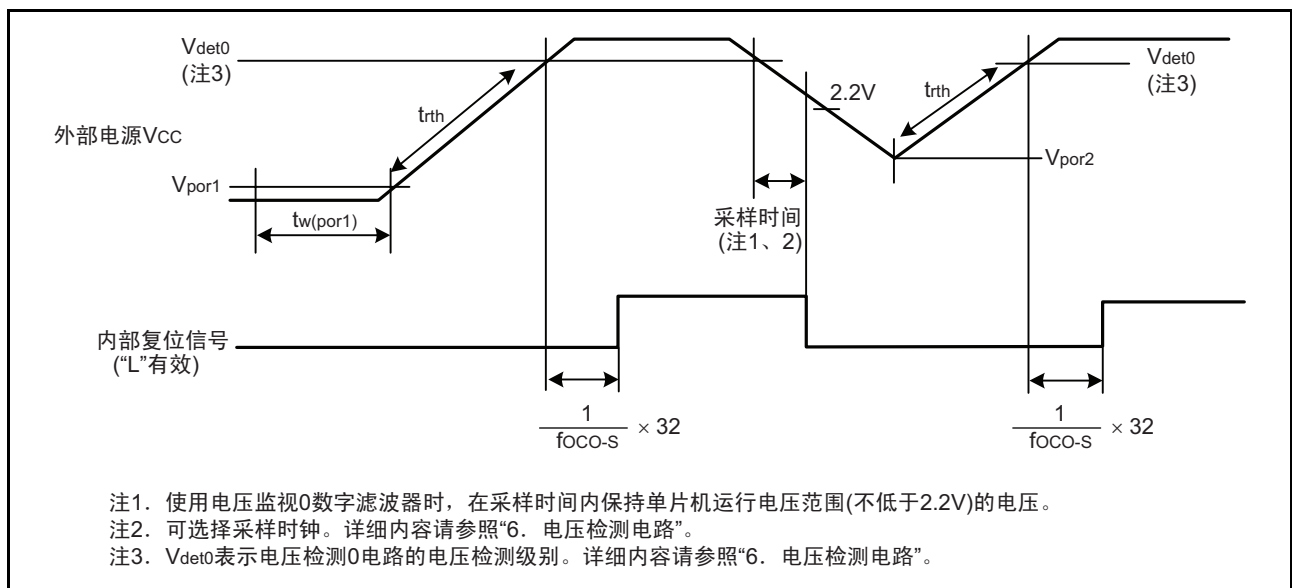 Vdet0
(注3)
trth
外部电源VCC
Vpor1
tw(por1)
2.2V
采样时间
(注1、2)
trth
Vdet0
(注3)
Vpor2
内部复位信号
(“L”有效)
1
fOCO-S
× 32
1
fOCO-S
× 32
注1. 使用电压监视0数字滤波器时，在采样时间内保持单片机运行电压范围(不低于2.2V)的电压。
注2. 可选择采样时钟。详细内容请参照“6. 电压检测电路”。
注3. Vdet0表示电压检测0电路的电压检测级别。详细内容请参照“6. 电压检测电路”。